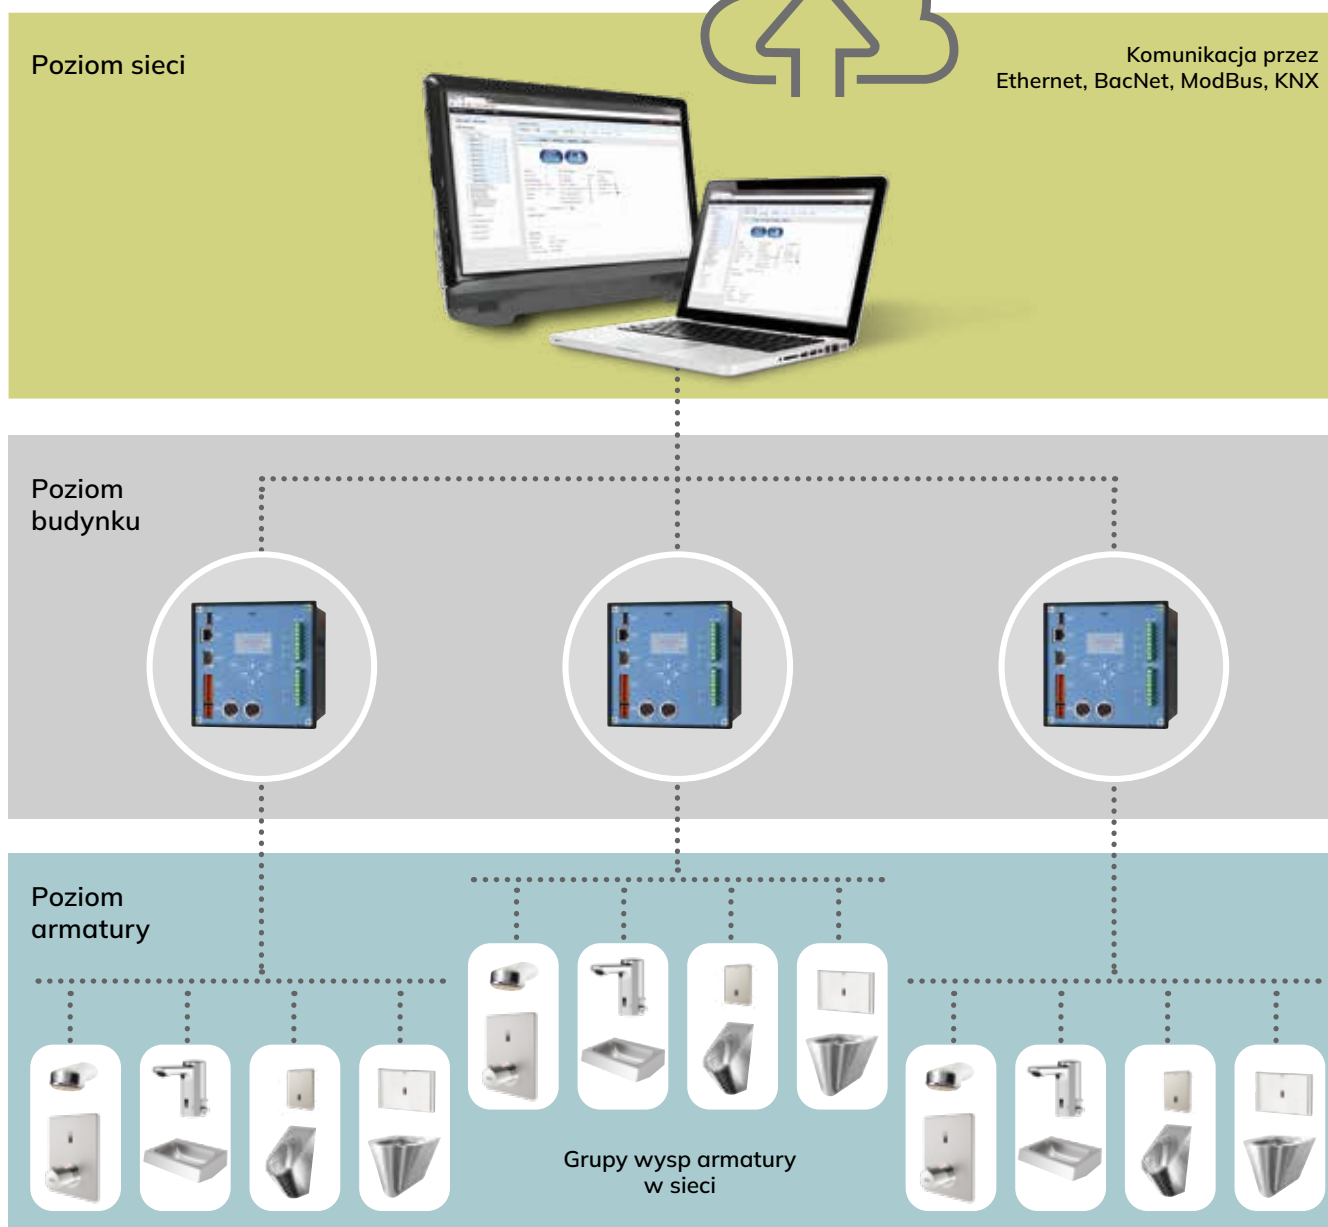 Poziom sieci
Komunikacja przez
Ethernet, BacNet, ModBus, KNX
Poziom
budynku
Poziom
armatury
Grupy wysp armatury
w sieci